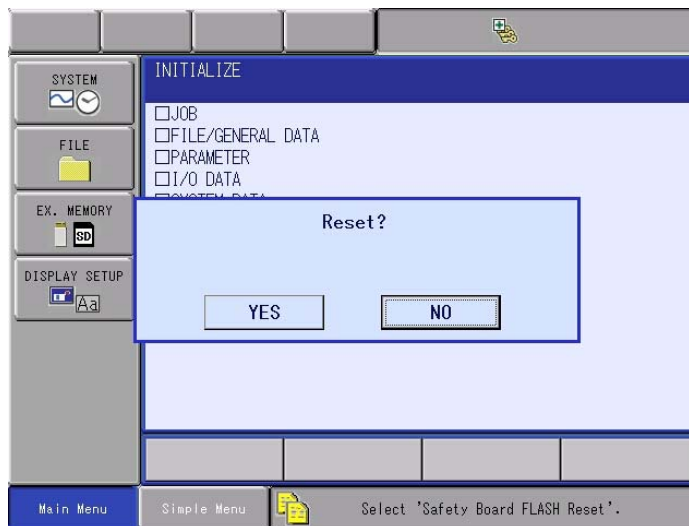 SYSTEM
FILE
EX. MEMORY
SD
DISPLAY SETUP
Aa
INITIALIZE
JOB
FILE/GENERAL DATA
PARAMETER
I/O DATA
Reset?
YES
NO
Main Menu
Simple Menu
Select 'Safety Board FLASH Reset'.